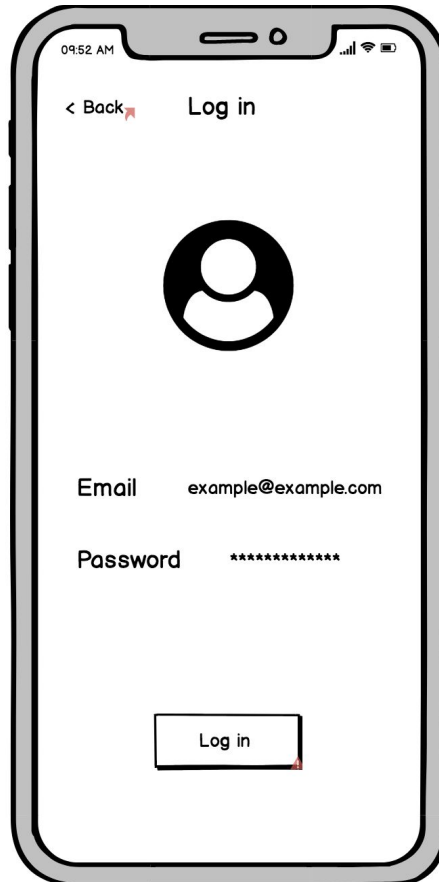 09:52 AM
< Back
Log in
Email
example@example.com
Password
*************
Log in